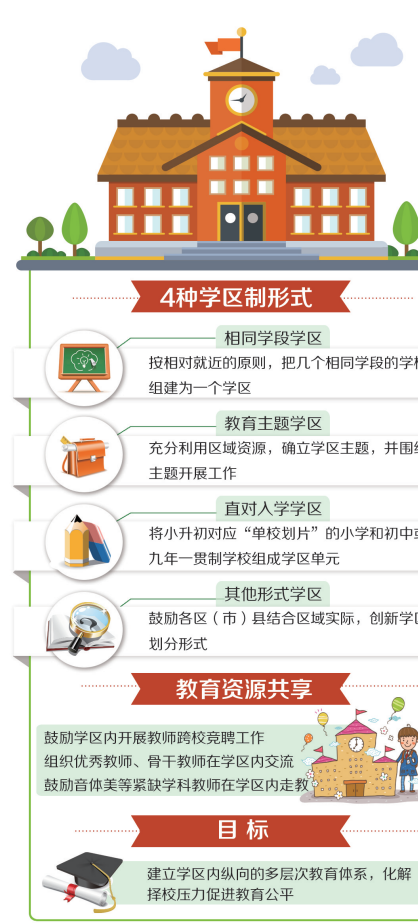 4种学区制形式
相同学段学区
按相对就近的原则，把几个相同学段的学校
组建为一个学区
教育主题学区
充分利用区域资源，确立学区主题，并围绕
主题开展工作
直对入学学区
将小升初对应“单校划片”的小学和初中或
九年一贯制学校组成学区单元
其他形式学区
鼓励各区（市）县结合区域实际，创新学区
划分形式
教育资源共享
鼓励学区内开展教师跨校竞聘工作
组织优秀教师、骨干教师在学区内交流
鼓励音体美等紧缺学科教师在学区内走教
目标
建立学区内纵向的多层次教育体系，化解
择校压力促进教育公平